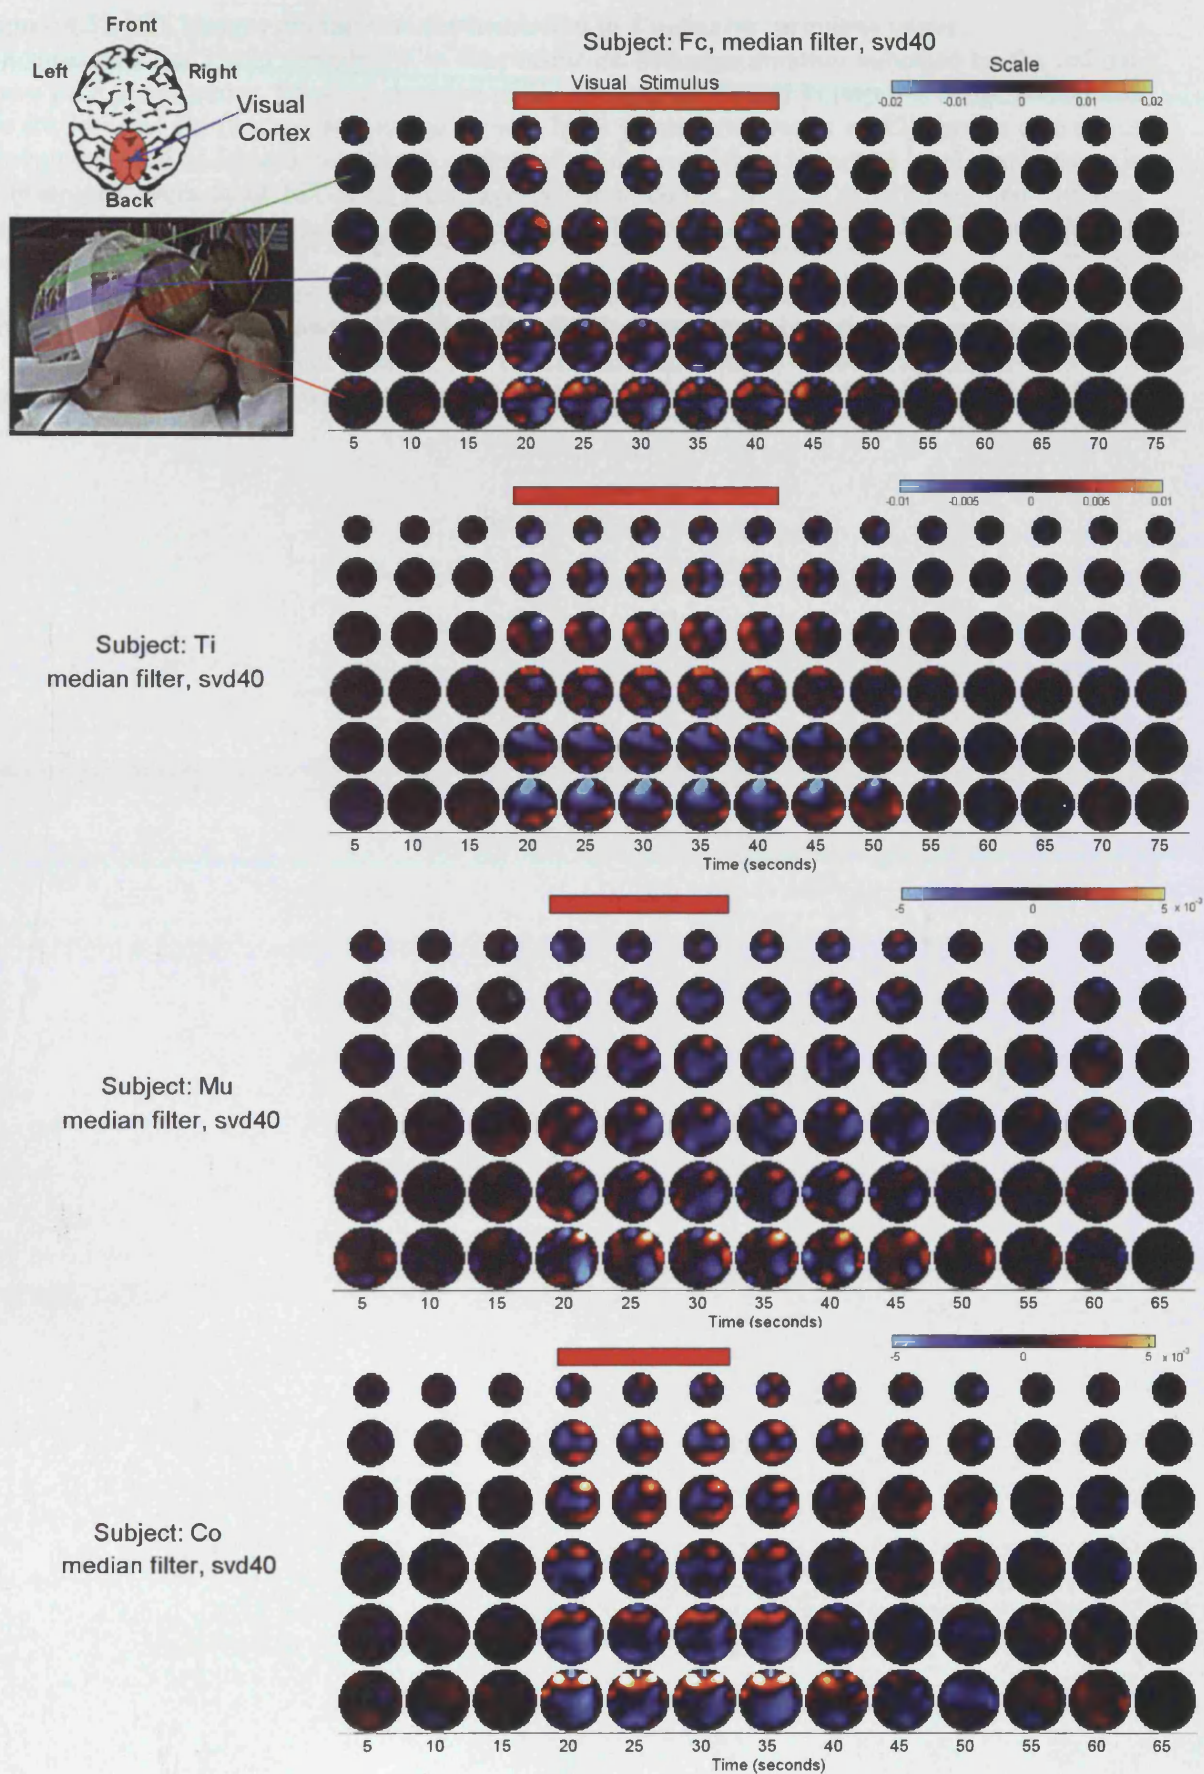 Front
Left Right
Visual
Cortex
Back
Subject: Fc, median filter, svd40
Visual Stimulus
Scale
-0.02 -0.01 0 0.01 0.02
5 10 15 20 25 30 35 40 45 50 55 60 65 70 75
-0.01 -0.005 0 0.005 0.01
Subject: Ti
median filter, svd40
5 10 15 20 25 30 35 40 45 50 55 60 65 70 75
Time (seconds)
-5 0 5 x 10⁻³
Subject: Mu
median filter, svd40
5 10 15 20 25 30 35 40 45 50 55 60 65
Time (seconds)
-5 0 5 x 10⁻³
Subject: Co
median filter, svd40
5 10 15 20 25 30 35 40 45 50 55 60 65
Time (seconds)